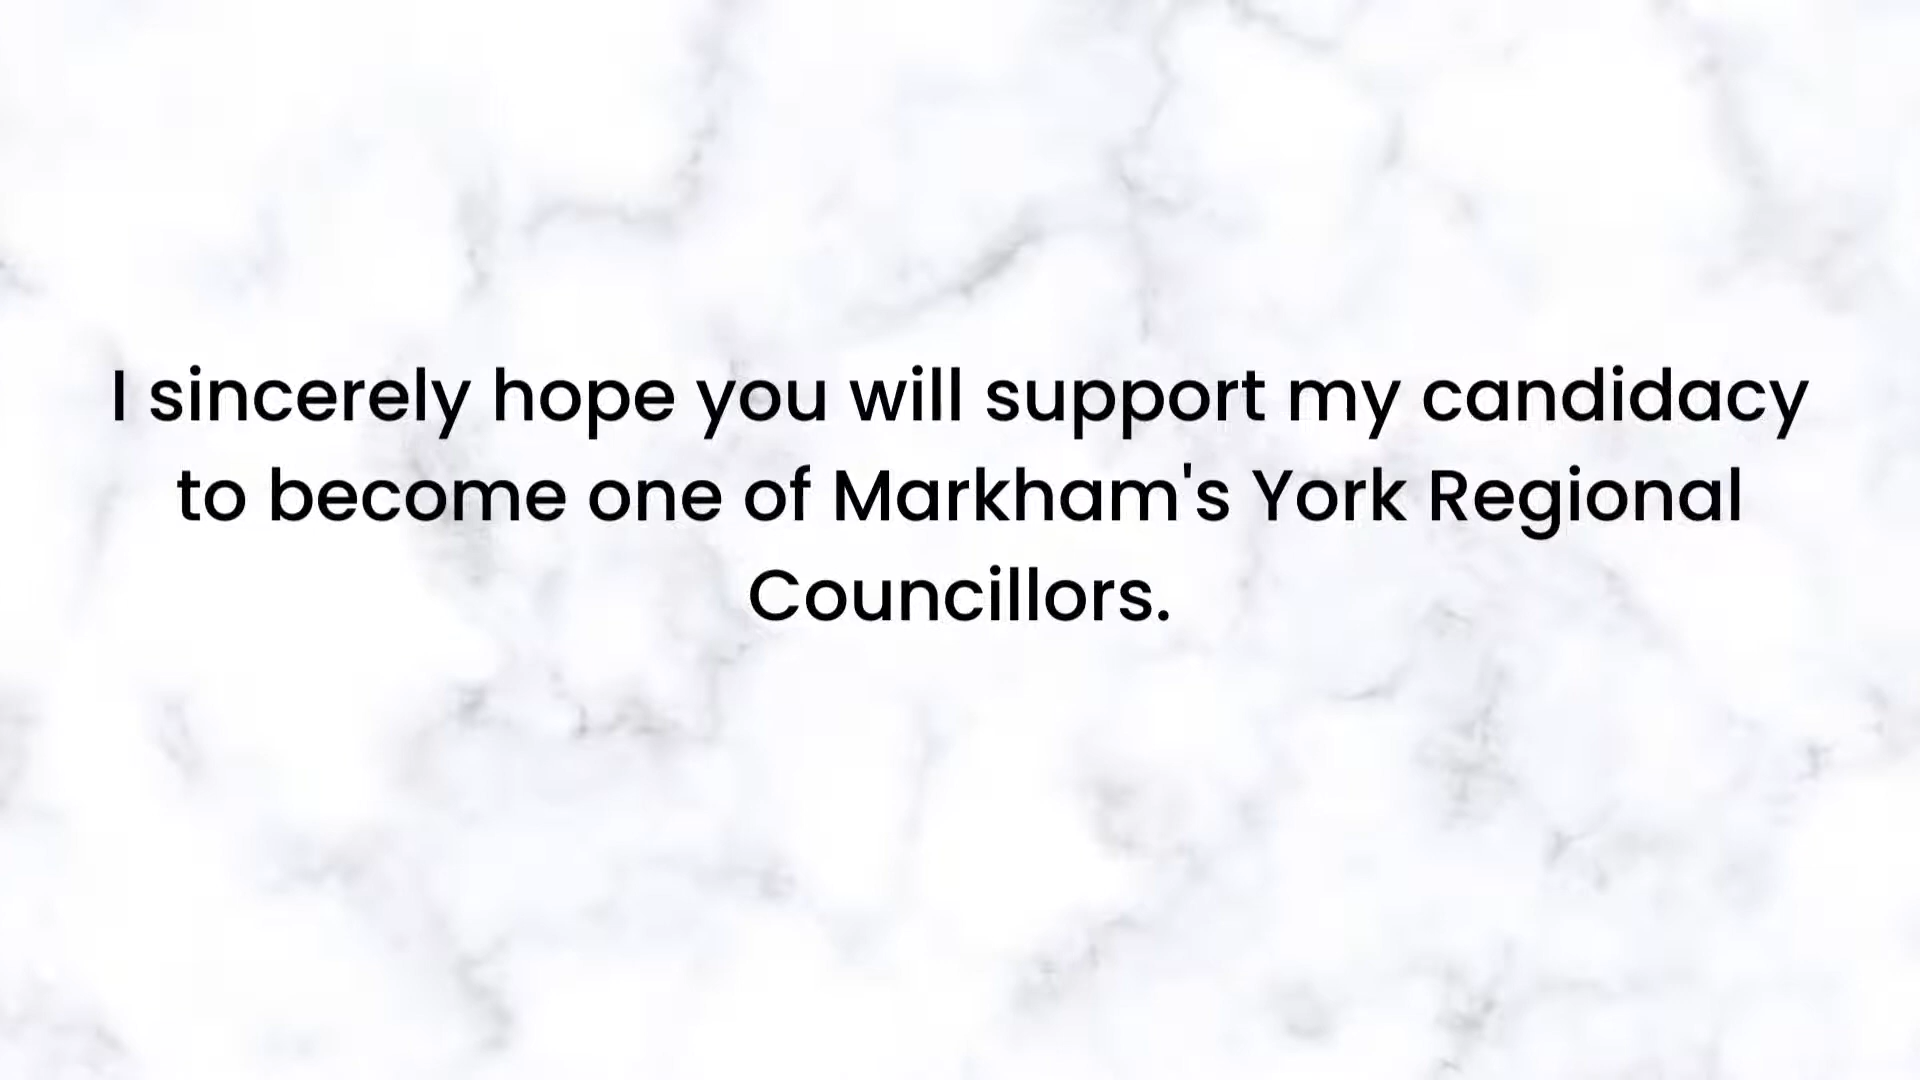 I sincerely hope you will support my candidacy
to become one of Markham's York Regional
Councillors.